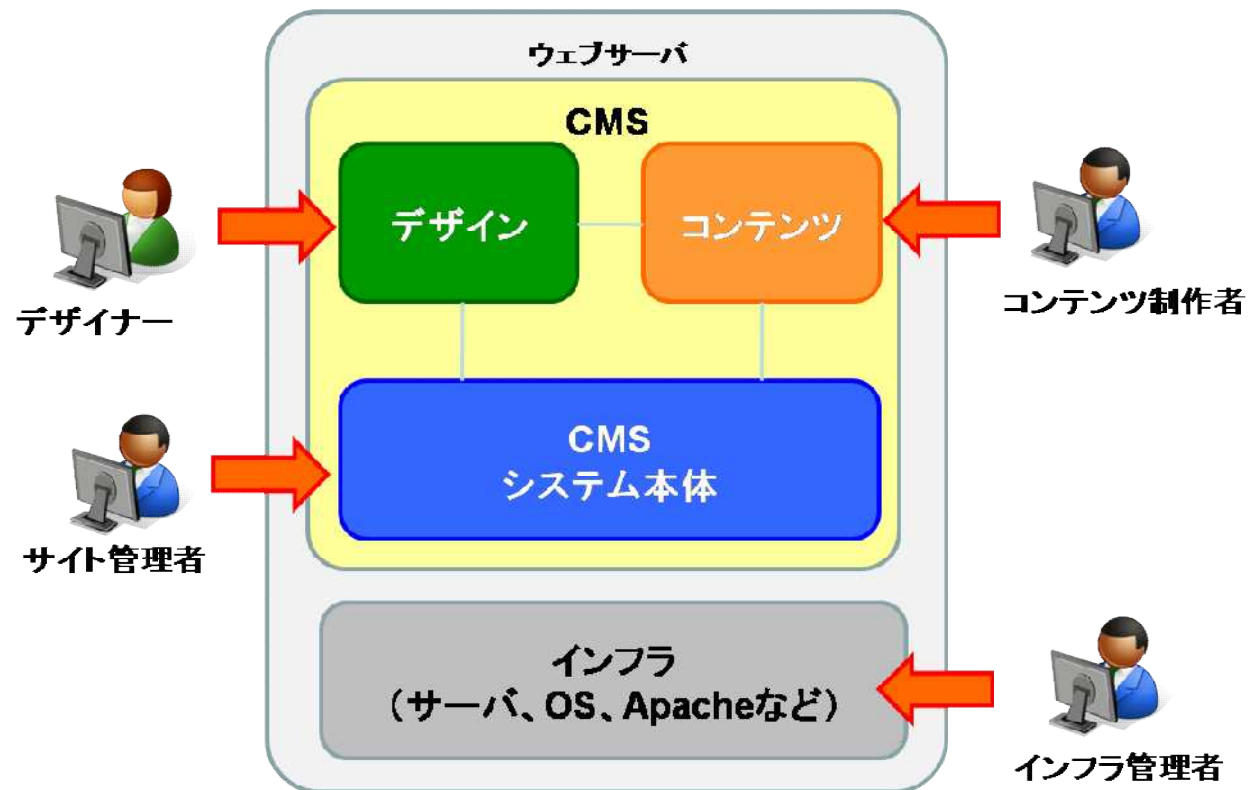 ウェブサーバ
CMS
デザイン
コンテンツ
デザイナー
コンテンツ制作者
CMS
システム本体
サイト管理者
インフラ
（サーバ、OS、Apacheなど）
インフラ管理者